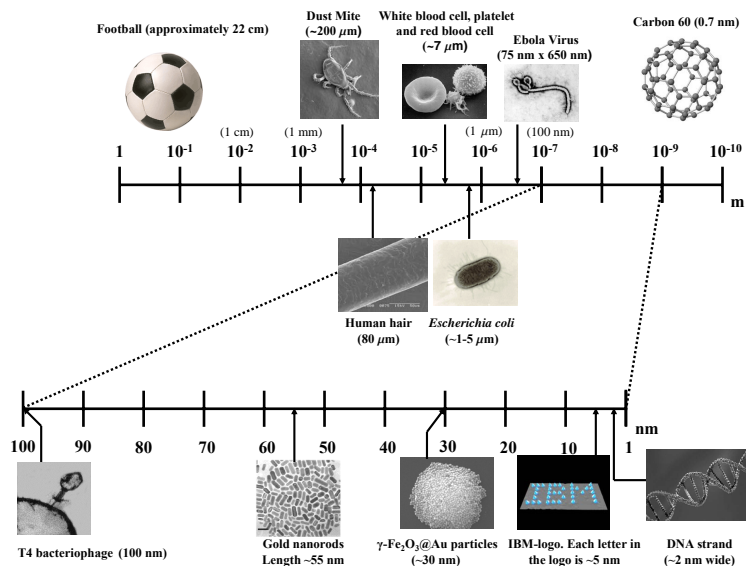 Football (approximately 22 cm)
Dust Mite
(~200 μm)
White blood cell, platelet
and red blood cell
(~7 μm)
Ebola Virus
(75 nm x 650 nm)
Carbon 60 (0.7 nm)
(1 cm)
(1 mm)
(1 μm)
(100 nm)
1
10-1
10-2
10-3
10-4
10-5
10-6
10-7
10-8
10-9
10-10
m
Human hair
(80 μm)
Escherichia coli
(~1-5 μm)
nm
100
90
80
70
60
50
40
30
20
10
1
IBM
T4 bacteriophage (100 nm)
Gold nanorods
Length ~55 nm
γ-Fe2O3@Au particles
(~30 nm)
IBM-logo. Each letter in
the logo is ~5 nm
DNA strand
(~2 nm wide)